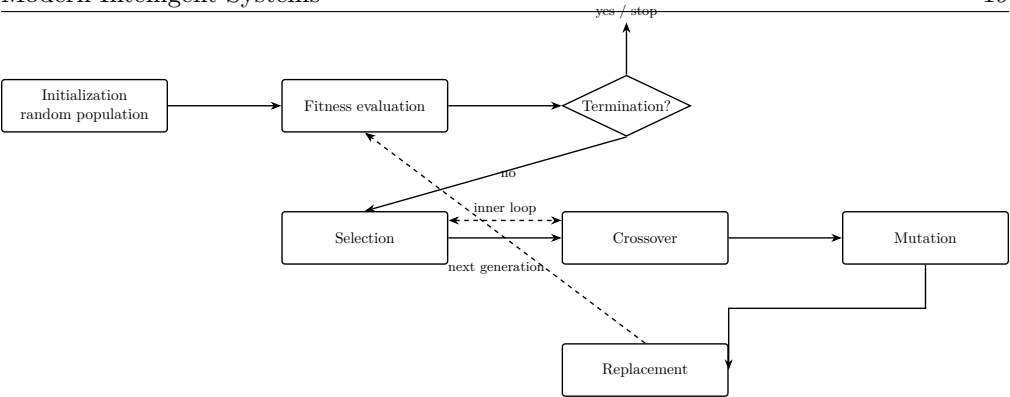 Modern Intelligent Systems
yes / stop
Initialization
random population
Fitness evaluation
Termination?
no
inner loop
Selection
Crossover
Mutation
next generation
Replacement